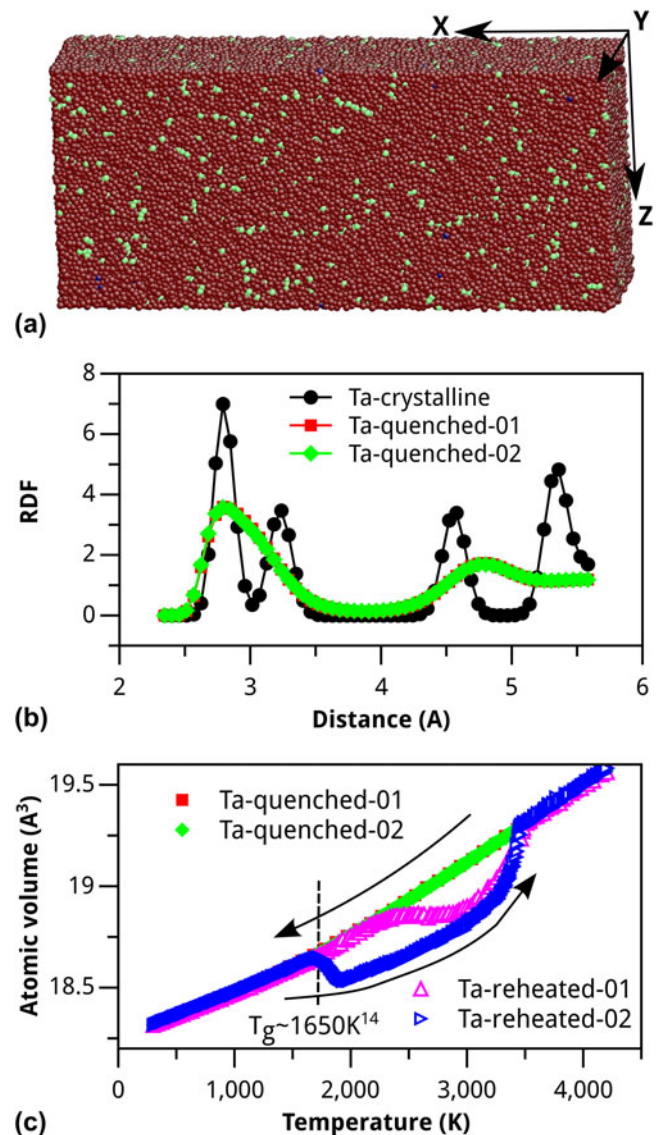 X
Y
Z
(a)
8
6
4
2
0
RDF
Ta-crystalline
Ta-quenched-01
Ta-quenched-02
2
3
4
5
6
Distance (A)
(b)
19.5
19
18.5
Atomic volume (A³)
Ta-quenched-01
Ta-quenched-02
Tg~1650K¹⁴
Ta-reheated-01
Ta-reheated-02
0
1,000
2,000
3,000
4,000
Temperature (K)
(c)